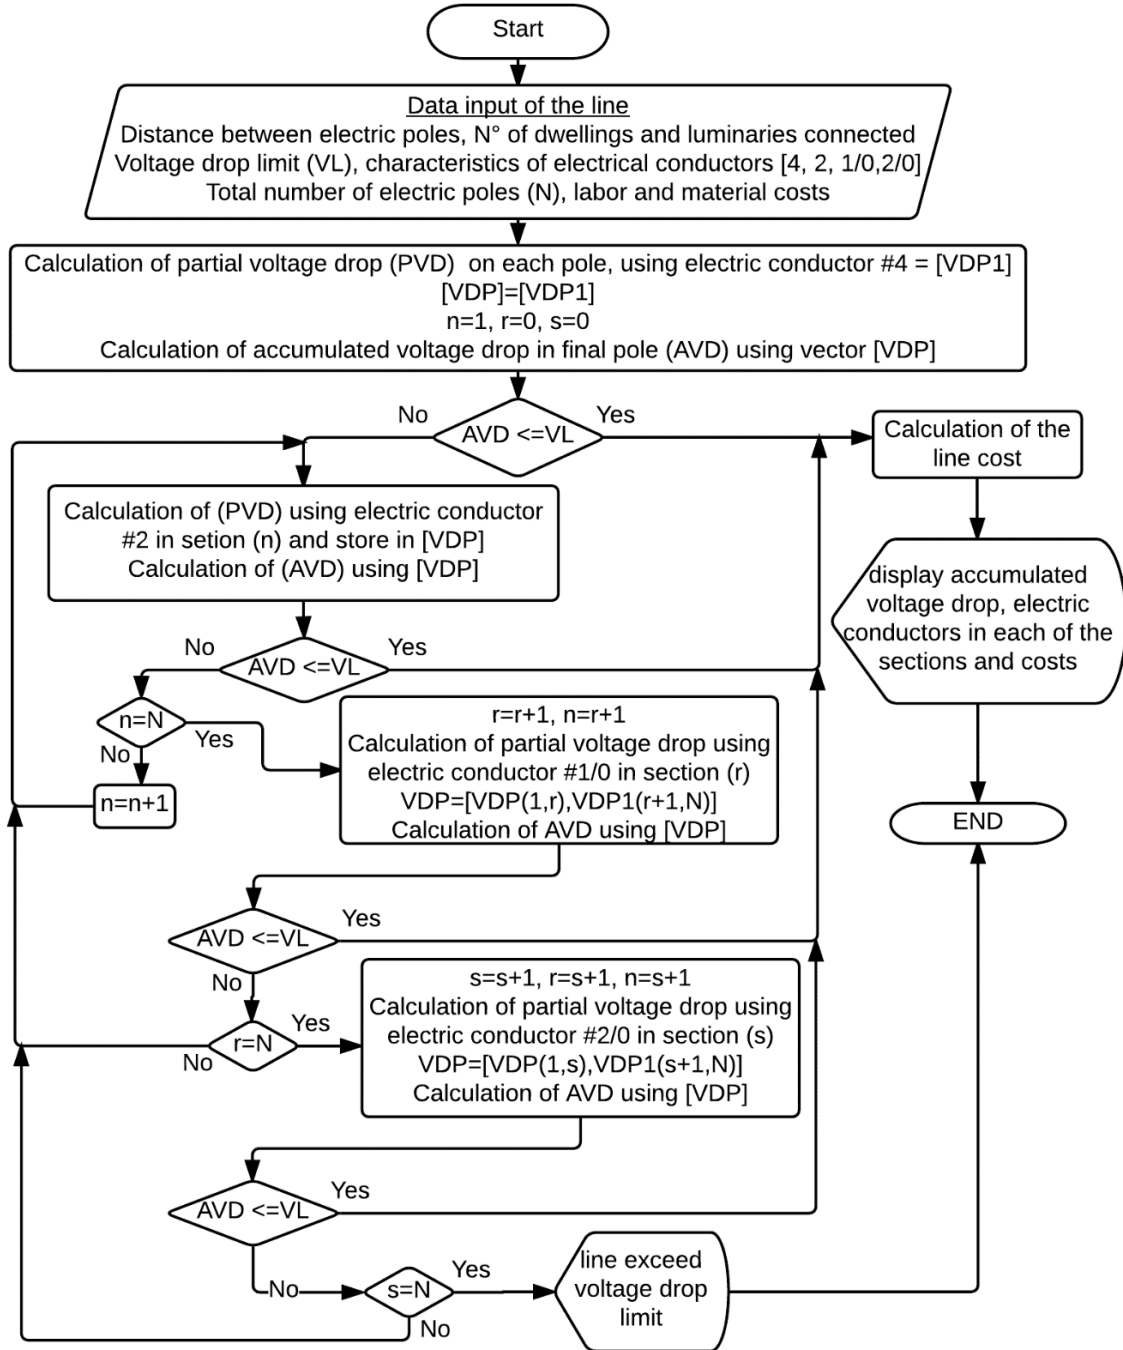 Start
Data input of the line
Distance between electric poles, N° of dwellings and luminaries connected
Voltage drop limit (VL), characteristics of electrical conductors [4, 2, 1/0,2/0]
Total number of electric poles (N), labor and material costs
Calculation of partial voltage drop (PVD) on each pole, using electric conductor #4 = [VDP1]
[VDP]=[VDP1]
n=1, r=0, s=0
Calculation of accumulated voltage drop in final pole (AVD) using vector [VDP]
No
AVD <=VL
Yes
Calculation of the
line cost
Calculation of (PVD) using electric conductor
#2 in setion (n) and store in [VDP]
Calculation of (AVD) using [VDP]
display accumulated
voltage drop, electric
conductors in each of the
sections and costs
No
AVD <=VL
Yes
n=N
Yes
No
n=n+1
r=r+1, n=r+1
Calculation of partial voltage drop using
electric conductor #1/0 in section (r)
VDP=[VDP(1,r),VDP1(r+1,N)]
Calculation of AVD using [VDP]
END
AVD <=VL
Yes
No
r=N
Yes
No
s=s+1, r=s+1, n=s+1
Calculation of partial voltage drop using
electric conductor #2/0 in section (s)
VDP=[VDP(1,s),VDP1(s+1,N)]
Calculation of AVD using [VDP]
AVD <=VL
Yes
No
s=N
Yes
No
line exceed
voltage drop
limit